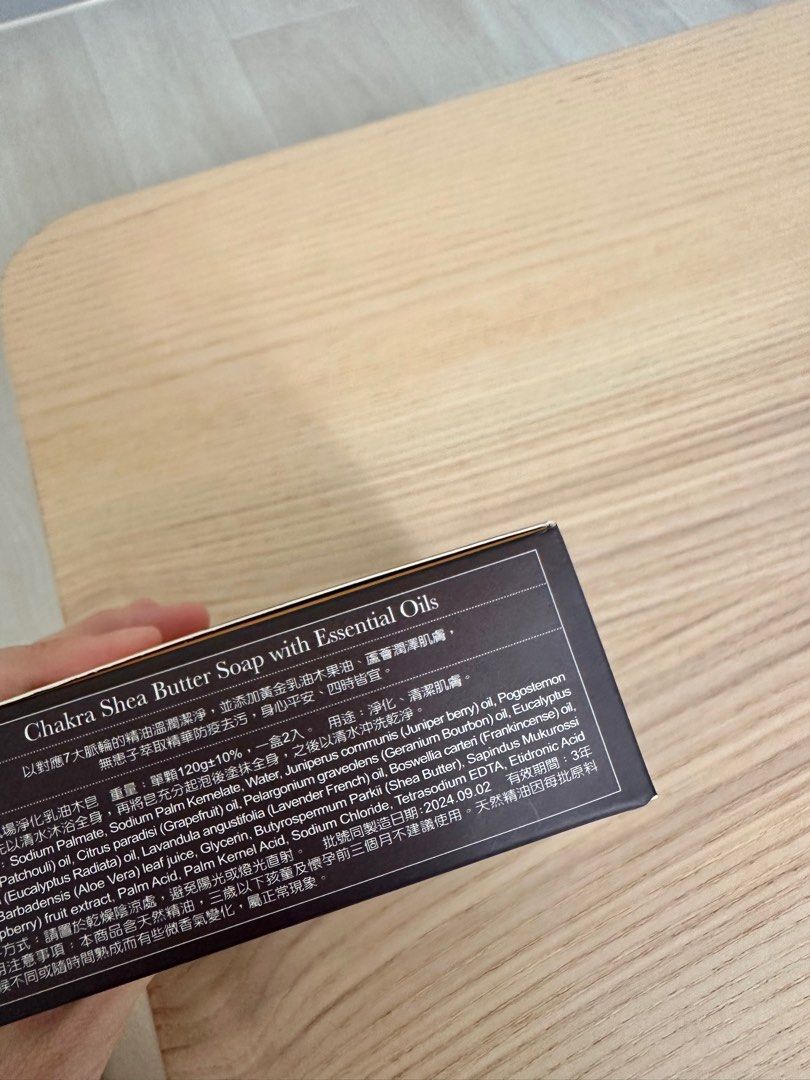 Chakra Shea Butter Soap with Essential Oils
以對應7大脈輪的精油溫潤潔淨，並添加黃金乳油木果油、蘆薈潤澤肌膚，
無患子萃取精華防疫去污，身心平安、四時皆宜。
場淨化乳油木皂 重量：單顆120g±10%，一盒2入。 用途：淨化、清潔肌膚。
以清水沐浴全身，再將皂充分起泡後塗抹全身，之後以清水沖洗乾淨。
: Sodium Palmate, Sodium Palm Kernelate, Water, Juniperus communis (Juniper berry) oil, Pogostemon
Patchouli) oil, Citrus paradisi (Grapefruit) oil, Pelargonium graveolens (Geranium Bourbon) oil, Eucalyptus
(Eucalyptus Radiata) oil, Lavandula angustifolia (Lavender French) oil, Boswellia carteri (Frankincense) oil,
Barbadensis (Aloe Vera) leaf juice, Glycerin, Butyrospermum Parkii (Shea Butter), Sapindus Mukurossi
pberry) fruit extract, Palm Acid, Palm Kernel Acid, Sodium Chloride, Tetrasodium EDTA, Etidronic Acid
方式：請置於乾燥陰涼處，避免陽光或燈光直射。 批號同製造日期:2024.09.02 有效期間：3年
注意事項：本商品含天然精油，三歲以下孩童及懷孕前三個月不建議使用。天然精油因每批原料
候不同或隨時間熟成而有些微香氣變化，屬正常現象。